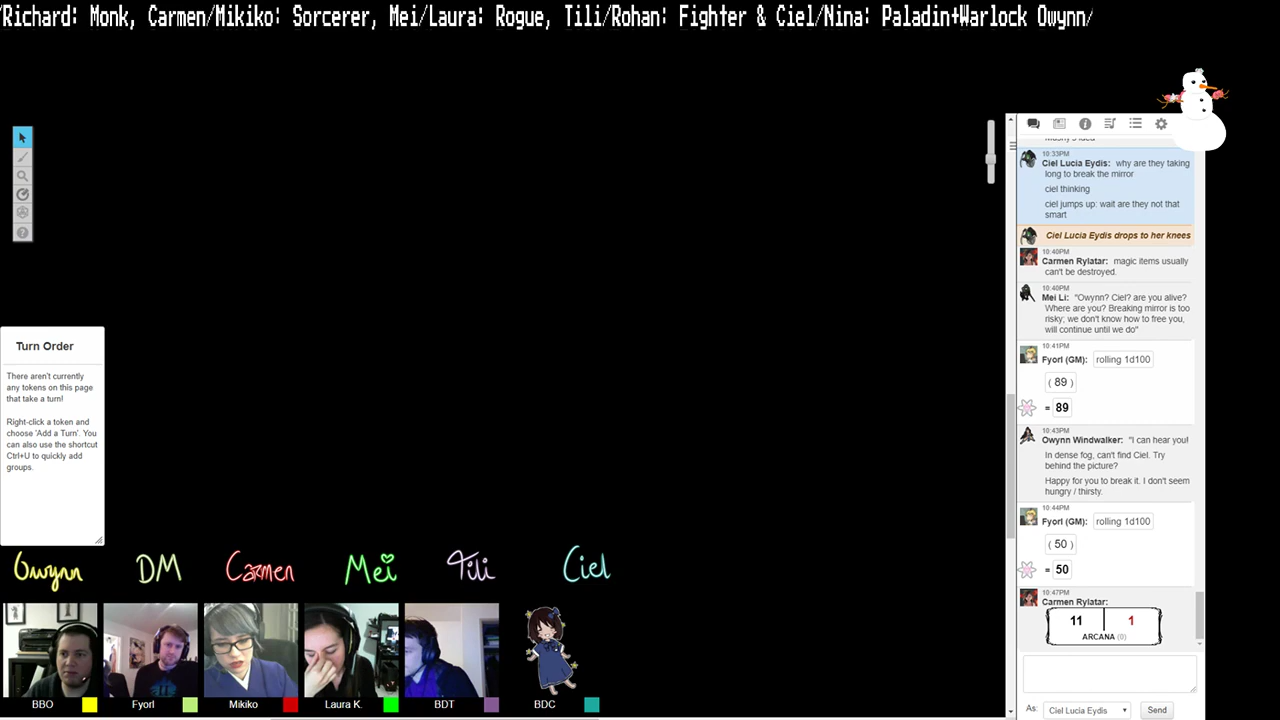 /Richard: Monk, Carmen/Mikiko: Sorcerer, Mei/Laura: Rogue, Tili/Rohan: Fighter & Ciel/Nina: Paladin+Warlock Owynn/
10:33PM
Ciel Lucia Eydis: why are they taking
long to break the mirror
ciel thinking
ciel jumps up: wait are they not that
smart
Ciel Lucia Eydis drops to her knees
10:40PM
Carmen Rylatar: magic items usually
can't be destroyed.
10:40PM
Mei Li: "Owynn? Ciel? are you alive?
Where are you? Breaking mirror is too
risky; we don't know how to free you,
will continue until we do"
10:41PM
Fyorl (GM): rolling 1d100
( 89 )
= 89
10:43PM
Owynn Windwalker: "I can hear you!
In dense fog, can't find Ciel. Try
behind the picture?
Happy for you to break it. I don't seem
hungry / thirsty.
10:44PM
Fyorl (GM): rolling 1d100
( 50 )
= 50
10:47PM
Carmen Rylatar:
11 1
ARCANA (0)
As: Ciel Lucia Eydis Send
Turn Order
There aren't currently
any tokens on this page
that take a turn!
Right-click a token and
choose 'Add a Turn'. You
can also use the shortcut
Ctrl+U to quickly add
groups.
Owynn DM Carmen Mei Tili Ciel
BBO Fyorl Mikiko Laura K. BDT BDC